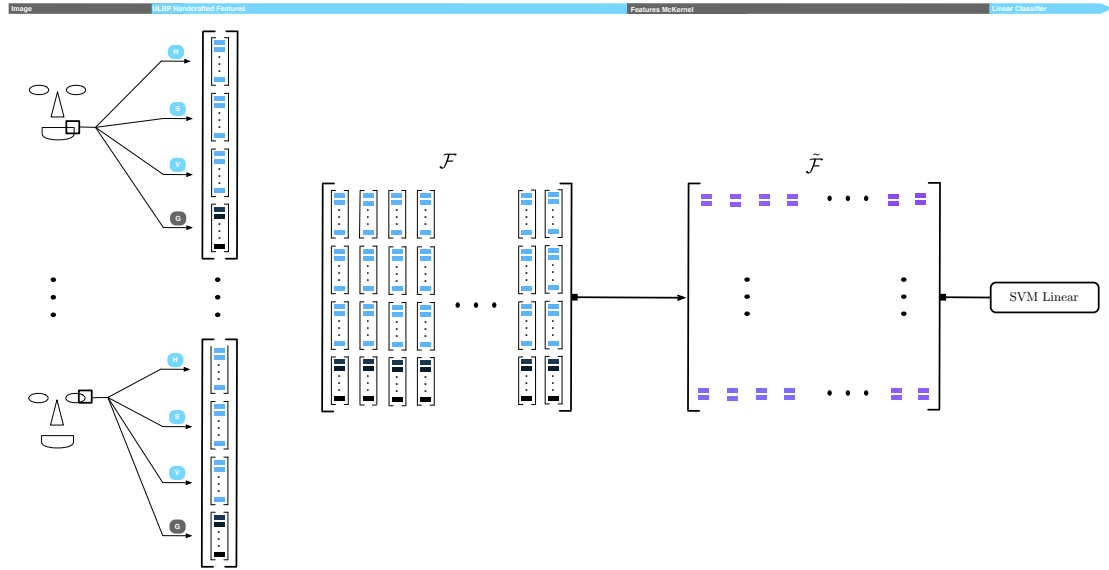 Image ULBP Handcrafted Features Features McKernel Linear Classifier
H
S
V
G
ℱ
ℱ̃
SVM Linear
H
S
V
G